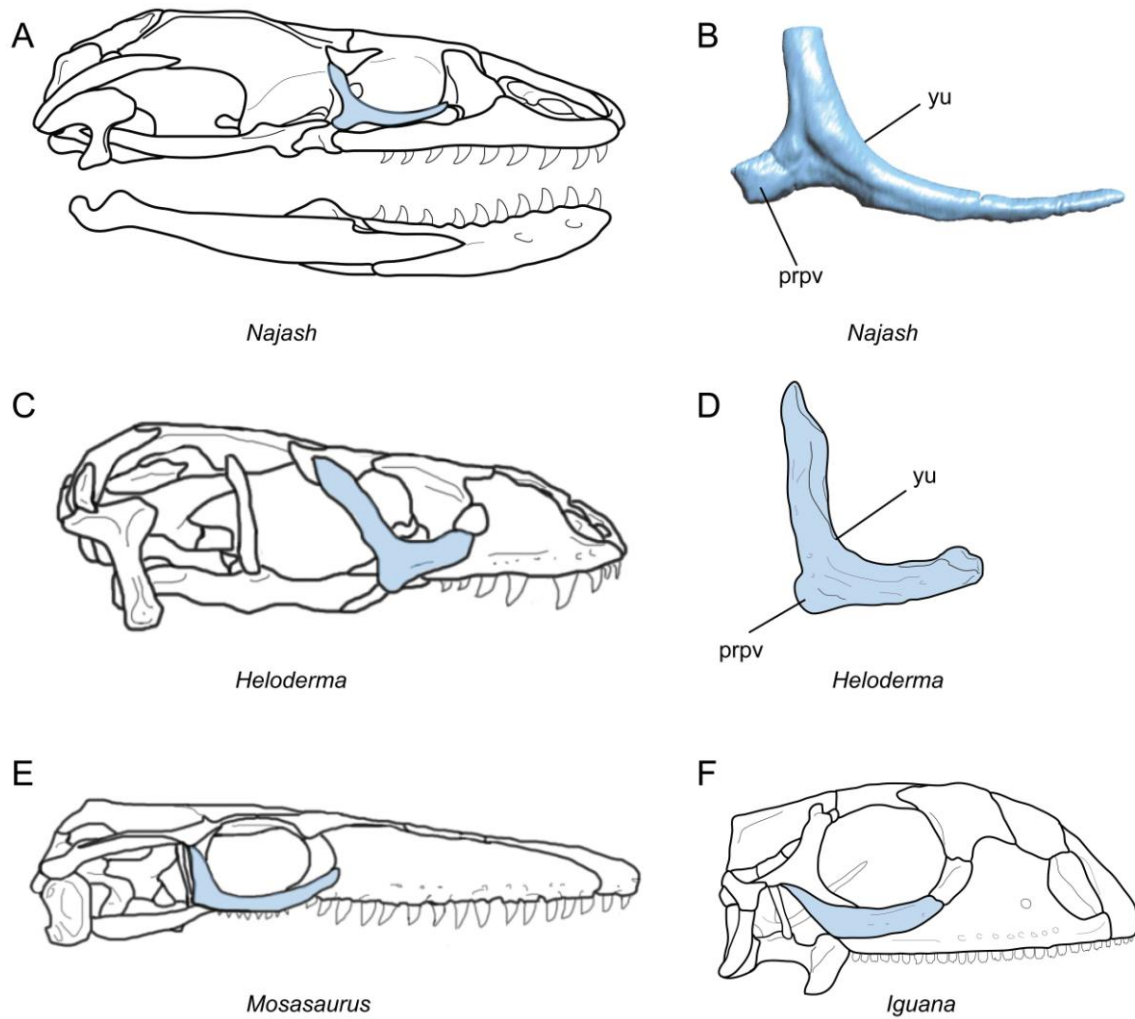 A
B
yu
prpv
Najash
Najash
C
D
yu
prpv
Heloderma
Heloderma
E
F
Mosasaurus
Iguana